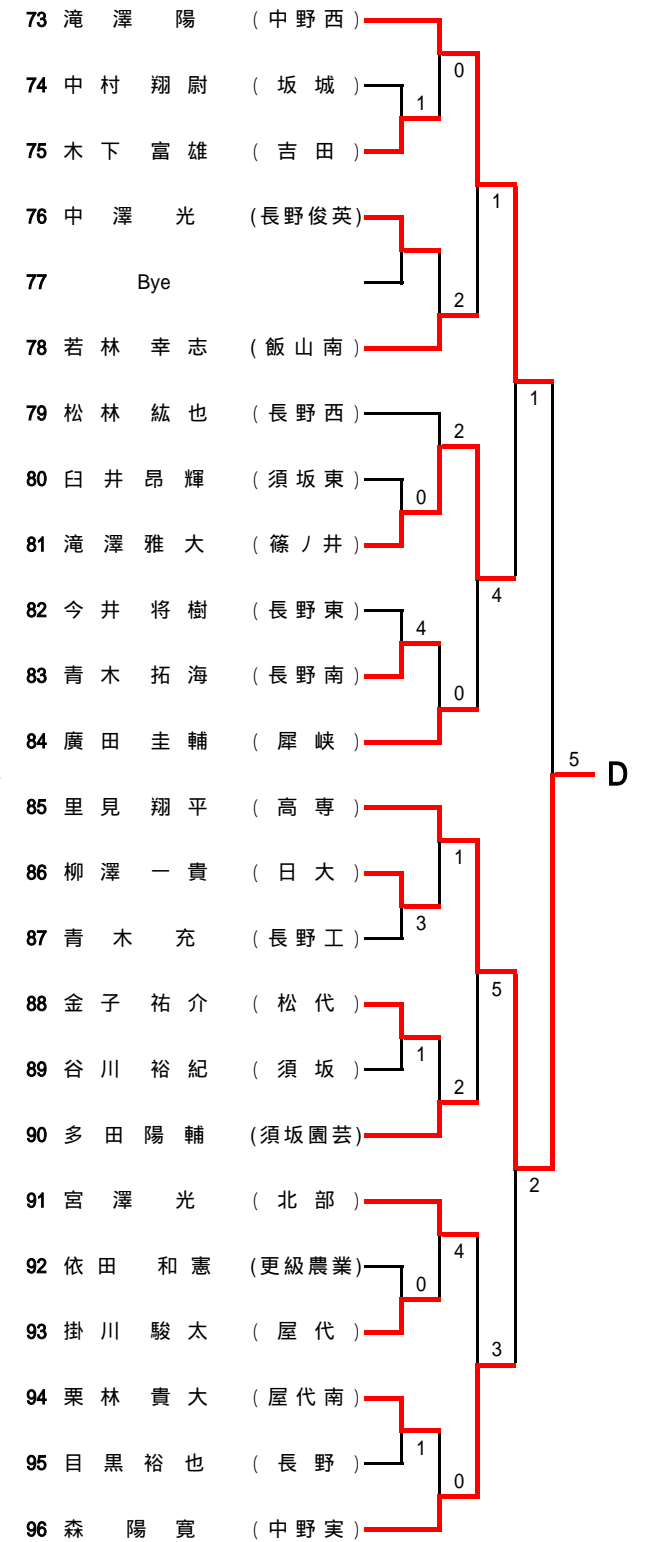 73 滝澤 陽 (中野西)
0
74 中村 翔尉 (坂城)
1
75 木下 富雄 (吉田)
1
76 中澤 光 (長野俊英)
77 Bye
2
78 若林 幸志 (飯山南)
1
79 松林 紘也 (長野西)
2
80 臼井昂輝 (須坂東)
0
81 滝澤雅大 (篠ノ井)
4
82 今井 将樹 (長野東)
4
83 青木 拓海 (長野南)
0
84 廣田 圭輔 (犀峡)
5 D
85 里見 翔平 (高専)
1
86 柳澤 一貴 (日大)
3
87 青木 充 (長野工)
5
88 金子 祐介 (松代)
1
89 谷川 裕紀 (須坂)
2
90 多田陽輔 (須坂園芸)
2
91 宮澤 光 (北部)
4
92 依田 和憲 (更級農業)
0
93 掛川 駿太 (屋代)
3
94 栗林 貴大 (屋代南)
1
95 目黒裕也 (長野)
0
96 森 陽寛 (中野実)